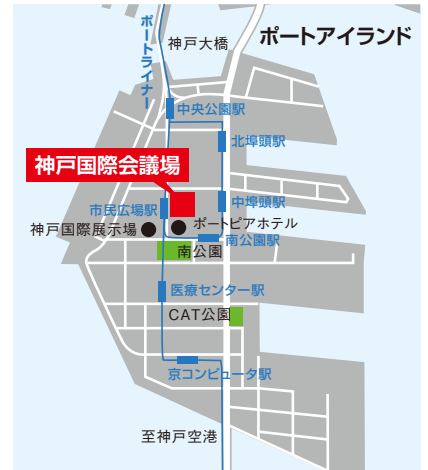 ポートアイランド
神戸大橋
ポートライナー
中央公園駅
北埠頭駅
神戸国際会議場
市民広場駅
中埠頭駅
神戸国際展示場
ポートピアホテル
南公園駅
南公園
医療センター駅
CAT公園
京コンピュータ駅
至神戸空港